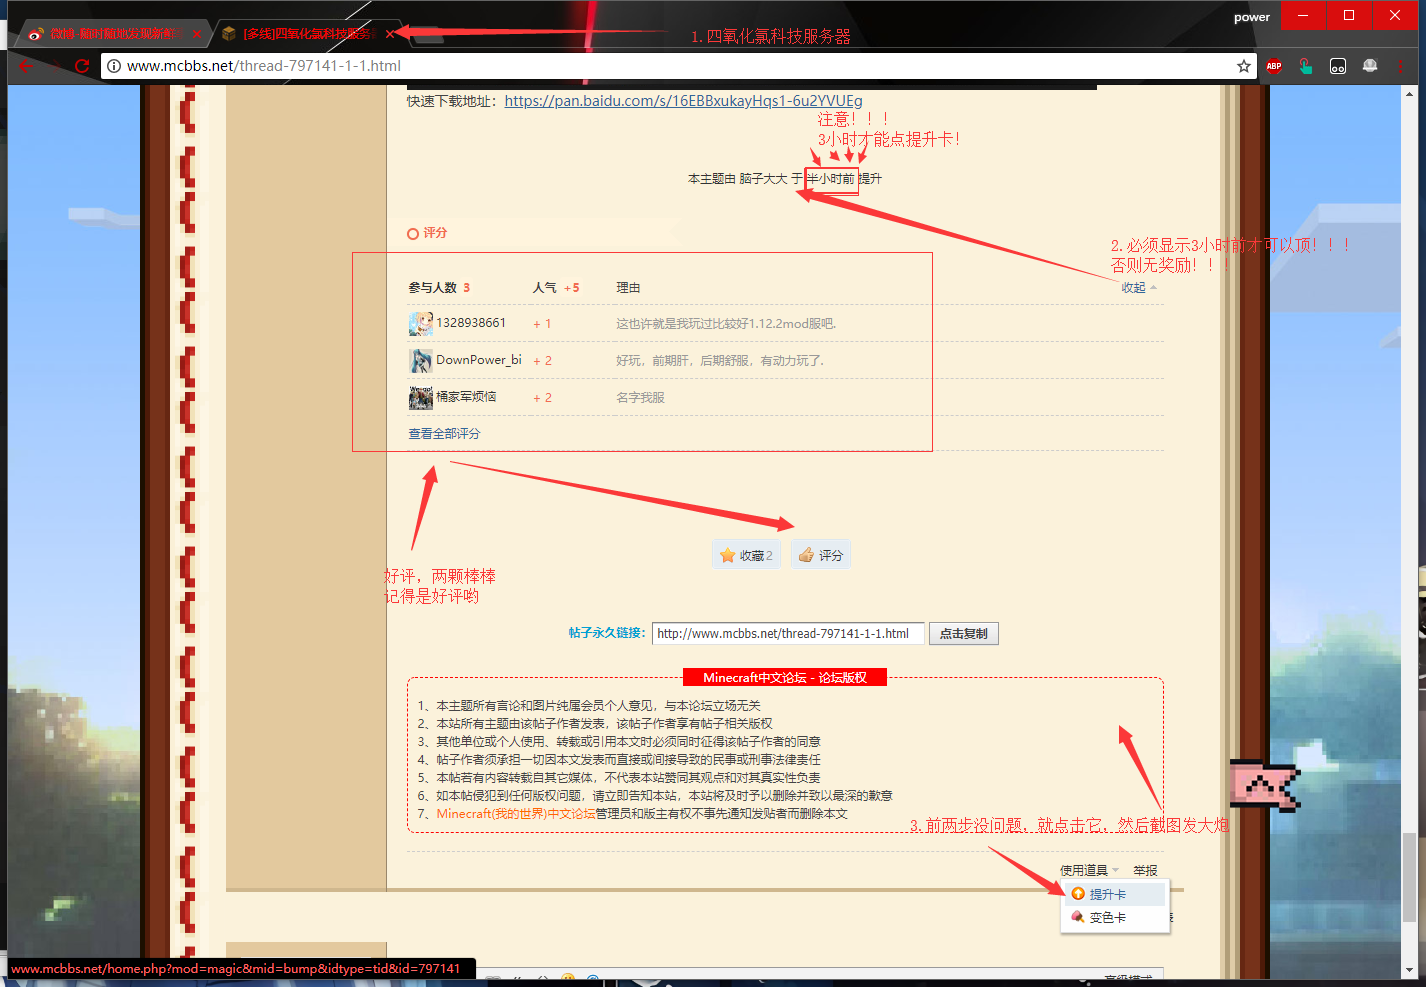 power
微博-随时随地发现新鲜
[多线]四氧化氯科技服务
1.四氧化氯科技服务器
www.mcbbs.net/thread-797141-1-1.html
ABP
快速下载地址：https://pan.baidu.com/s/16EBBxukayHqs1-6u2YVUEg
注意！！！
3小时才能点提升卡！
本主题由 脑子大大 于 半小时前 提升
评分
2.必须显示3小时前才可以顶！！！
否则无奖励！！！
参与人数 3 人气 +5 理由 收起
1328938661 + 1 这也许就是我玩过比较好1.12.2mod服吧.
DownPower_bi + 2 好玩，前期肝，后期舒服，有动力玩了.
桶家军烦恼 + 2 名字我服
查看全部评分
收藏2 评分
好评，两颗棒棒
记得是好评哟
帖子永久链接： http://www.mcbbs.net/thread-797141-1-1.html 点击复制
Minecraft中文论坛 - 论坛版权
1、本主题所有言论和图片纯属会员个人意见，与本论坛立场无关
2、本站所有主题由该帖子作者发表，该帖子作者享有帖子相关版权
3、其他单位或个人使用、转载或引用本文时必须同时征得该帖子作者的同意
4、帖子作者须承担一切因本文发表而直接或间接导致的民事或刑事法律责任
5、本帖若有内容转载自其它媒体，不代表本站赞同其观点和对其真实性负责
6、如本帖侵犯到任何版权问题，请立即告知本站，本站将及时予以删除并致以最深的歉意
7、Minecraft(我的世界)中文论坛管理员和版主有权不事先通知发贴者而删除本文
3.前两步没问题，就点击它，然后截图发大炮
使用道具 举报
提升卡
变色卡
www.mcbbs.net/home.php?mod=magic&mid=bump&idtype=tid&id=797141